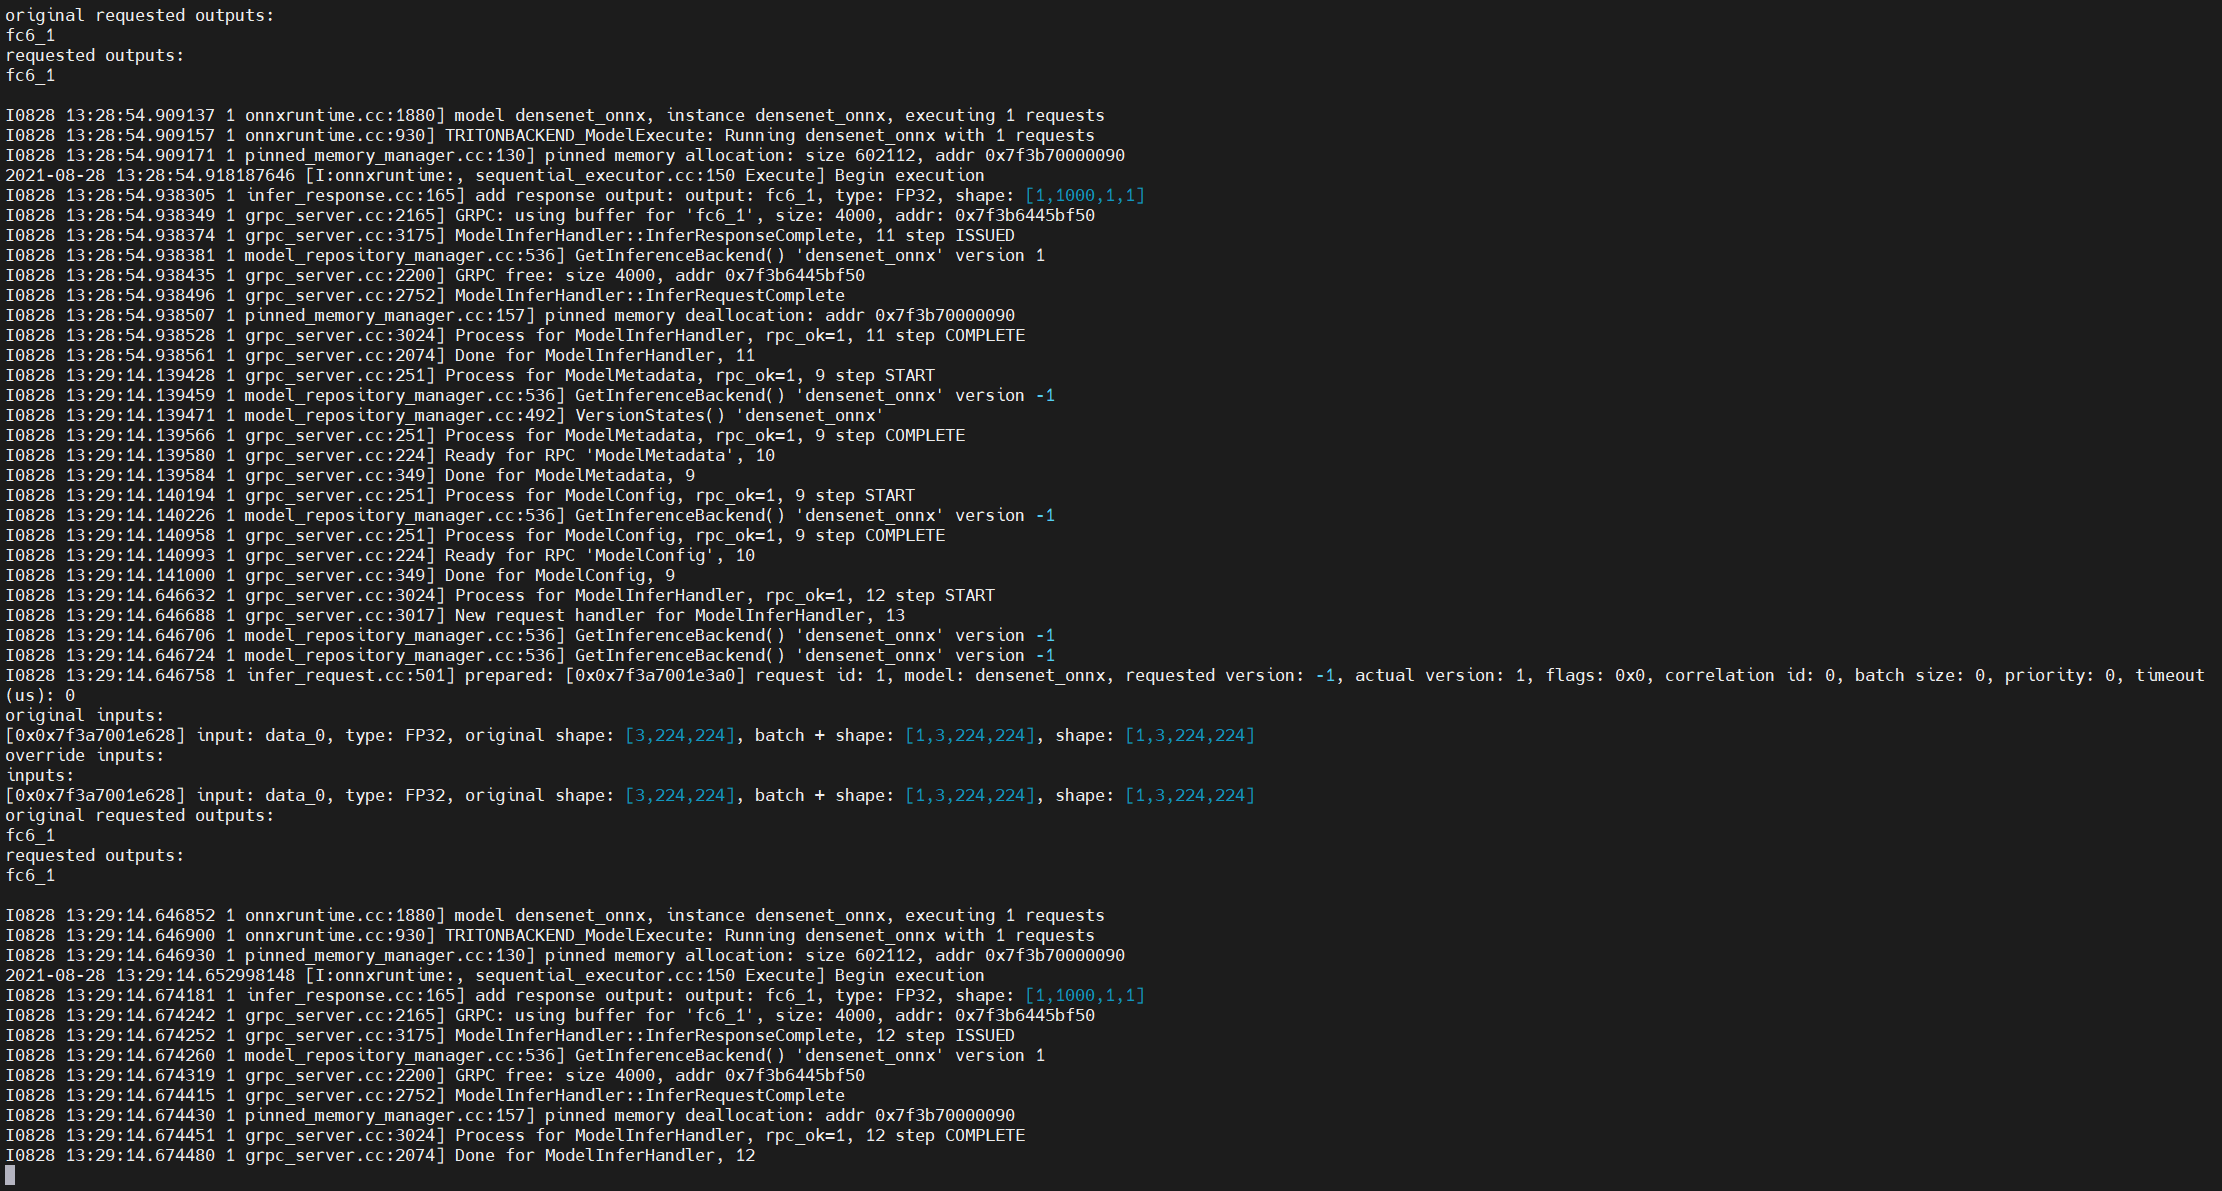 original requested outputs:
fc6_1
requested outputs:
fc6_1
I0828 13:28:54.909137 1 onnxruntime.cc:1880] model densenet_onnx, instance densenet_onnx, executing 1 requests
I0828 13:28:54.909157 1 onnxruntime.cc:930] TRITONBACKEND_ModelExecute: Running densenet_onnx with 1 requests
I0828 13:28:54.909171 1 pinned_memory_manager.cc:130] pinned memory allocation: size 602112, addr 0x7f3b70000090
2021-08-28 13:28:54.918187646 [I:onnxruntime:, sequential_executor.cc:150 Execute] Begin execution
I0828 13:28:54.938305 1 infer_response.cc:165] add response output: output: fc6_1, type: FP32, shape: [1,1000,1,1]
I0828 13:28:54.938349 1 grpc_server.cc:2165] GRPC: using buffer for 'fc6_1', size: 4000, addr: 0x7f3b6445bf50
I0828 13:28:54.938374 1 grpc_server.cc:3175] ModelInferHandler::InferResponseComplete, 11 step ISSUED
I0828 13:28:54.938381 1 model_repository_manager.cc:536] GetInferenceBackend() 'densenet_onnx' version 1
I0828 13:28:54.938435 1 grpc_server.cc:2200] GRPC free: size 4000, addr 0x7f3b6445bf50
I0828 13:28:54.938496 1 grpc_server.cc:2752] ModelInferHandler::InferRequestComplete
I0828 13:28:54.938507 1 pinned_memory_manager.cc:157] pinned memory deallocation: addr 0x7f3b70000090
I0828 13:28:54.938528 1 grpc_server.cc:3024] Process for ModelInferHandler, rpc_ok=1, 11 step COMPLETE
I0828 13:28:54.938561 1 grpc_server.cc:2074] Done for ModelInferHandler, 11
I0828 13:29:14.139428 1 grpc_server.cc:251] Process for ModelMetadata, rpc_ok=1, 9 step START
I0828 13:29:14.139459 1 model_repository_manager.cc:536] GetInferenceBackend() 'densenet_onnx' version -1
I0828 13:29:14.139471 1 model_repository_manager.cc:492] VersionStates() 'densenet_onnx'
I0828 13:29:14.139566 1 grpc_server.cc:251] Process for ModelMetadata, rpc_ok=1, 9 step COMPLETE
I0828 13:29:14.139580 1 grpc_server.cc:224] Ready for RPC 'ModelMetadata', 10
I0828 13:29:14.139584 1 grpc_server.cc:349] Done for ModelMetadata, 9
I0828 13:29:14.140194 1 grpc_server.cc:251] Process for ModelConfig, rpc_ok=1, 9 step START
I0828 13:29:14.140226 1 model_repository_manager.cc:536] GetInferenceBackend() 'densenet_onnx' version -1
I0828 13:29:14.140958 1 grpc_server.cc:251] Process for ModelConfig, rpc_ok=1, 9 step COMPLETE
I0828 13:29:14.140993 1 grpc_server.cc:224] Ready for RPC 'ModelConfig', 10
I0828 13:29:14.141000 1 grpc_server.cc:349] Done for ModelConfig, 9
I0828 13:29:14.646632 1 grpc_server.cc:3024] Process for ModelInferHandler, rpc_ok=1, 12 step START
I0828 13:29:14.646688 1 grpc_server.cc:3017] New request handler for ModelInferHandler, 13
I0828 13:29:14.646706 1 model_repository_manager.cc:536] GetInferenceBackend() 'densenet_onnx' version -1
I0828 13:29:14.646724 1 model_repository_manager.cc:536] GetInferenceBackend() 'densenet_onnx' version -1
I0828 13:29:14.646758 1 infer_request.cc:501] prepared: [0x0x7f3a7001e3a0] request id: 1, model: densenet_onnx, requested version: -1, actual version: 1, flags: 0x0, correlation id: 0, batch size: 0, priority: 0, timeout
(us): 0
original inputs:
[0x0x7f3a7001e628] input: data_0, type: FP32, original shape: [3,224,224], batch + shape: [1,3,224,224], shape: [1,3,224,224]
override inputs:
inputs:
[0x0x7f3a7001e628] input: data_0, type: FP32, original shape: [3,224,224], batch + shape: [1,3,224,224], shape: [1,3,224,224]
original requested outputs:
fc6_1
requested outputs:
fc6_1
I0828 13:29:14.646852 1 onnxruntime.cc:1880] model densenet_onnx, instance densenet_onnx, executing 1 requests
I0828 13:29:14.646900 1 onnxruntime.cc:930] TRITONBACKEND_ModelExecute: Running densenet_onnx with 1 requests
I0828 13:29:14.646930 1 pinned_memory_manager.cc:130] pinned memory allocation: size 602112, addr 0x7f3b70000090
2021-08-28 13:29:14.652998148 [I:onnxruntime:, sequential_executor.cc:150 Execute] Begin execution
I0828 13:29:14.674181 1 infer_response.cc:165] add response output: output: fc6_1, type: FP32, shape: [1,1000,1,1]
I0828 13:29:14.674242 1 grpc_server.cc:2165] GRPC: using buffer for 'fc6_1', size: 4000, addr: 0x7f3b6445bf50
I0828 13:29:14.674252 1 grpc_server.cc:3175] ModelInferHandler::InferResponseComplete, 12 step ISSUED
I0828 13:29:14.674260 1 model_repository_manager.cc:536] GetInferenceBackend() 'densenet_onnx' version 1
I0828 13:29:14.674319 1 grpc_server.cc:2200] GRPC free: size 4000, addr 0x7f3b6445bf50
I0828 13:29:14.674415 1 grpc_server.cc:2752] ModelInferHandler::InferRequestComplete
I0828 13:29:14.674430 1 pinned_memory_manager.cc:157] pinned memory deallocation: addr 0x7f3b70000090
I0828 13:29:14.674451 1 grpc_server.cc:3024] Process for ModelInferHandler, rpc_ok=1, 12 step COMPLETE
I0828 13:29:14.674480 1 grpc_server.cc:2074] Done for ModelInferHandler, 12